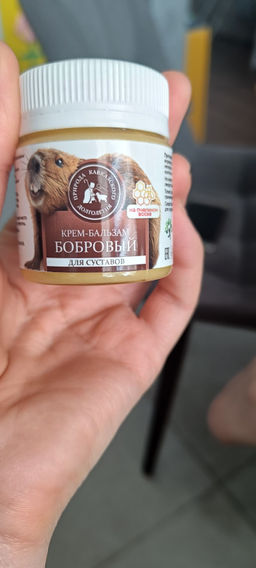 ПРИРОДА КАВКАЗСКОГО
ДОЛГОЛЕТИЯ
НА ПЧЕЛИНОМ
ВОСКЕ
КРЕМ-БАЛЬЗАМ
БОБРОВЫЙ
ДЛЯ СУСТАВОВ